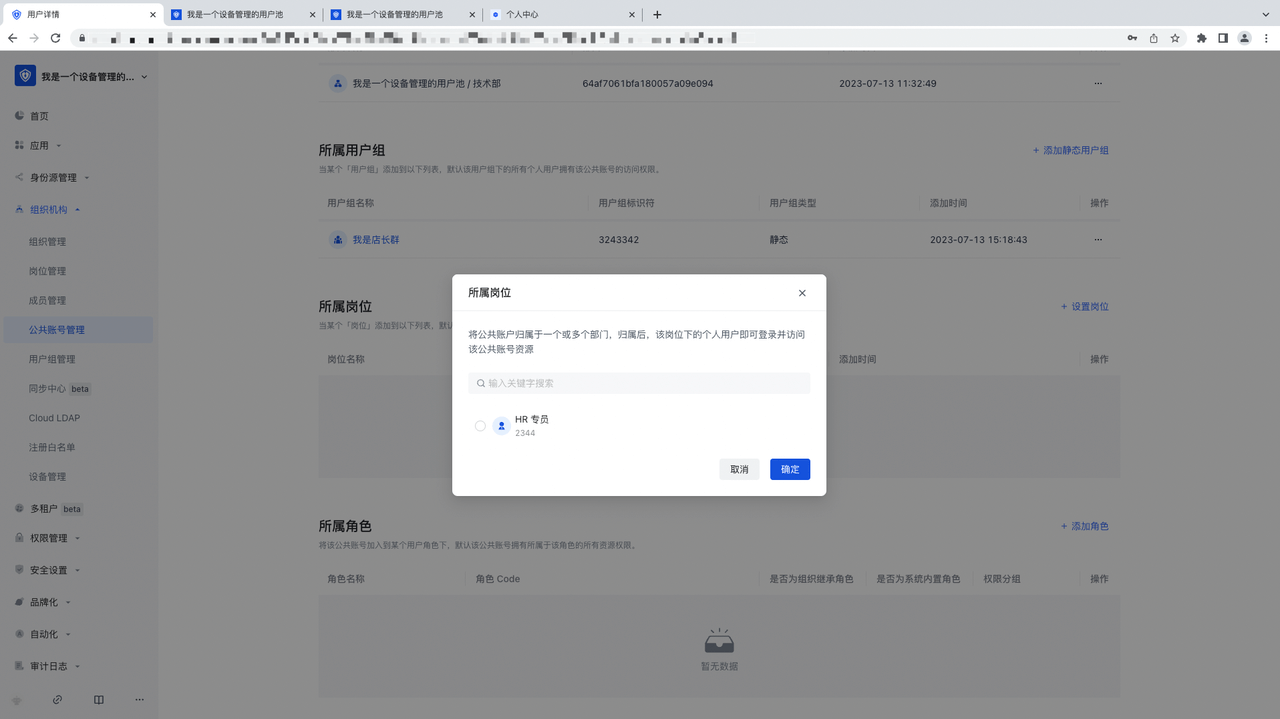 用户详情
我是一个设备管理的用户池
我是一个设备管理的用户池
个人中心
我是一个设备管理的...
首页
应用
身份源管理
组织机构
组织管理
岗位管理
成员管理
公共账号管理
用户组管理
同步中心 beta
Cloud LDAP
注册白名单
设备管理
多租户 beta
权限管理
安全设置
品牌化
自动化
审计日志
我是一个设备管理的用户池 / 技术部 64af7061bfa180057a09e094 2023-07-13 11:32:49
所属用户组
+ 添加静态用户组
当某个「用户组」添加到以下列表，默认该用户组下的所有个人用户拥有该公共账号的访问权限。
用户组名称 用户组标识符 用户组类型 添加时间 操作
我是店长群 3243342 静态 2023-07-13 15:18:43
所属岗位
+ 设置岗位
当某个「岗位」添加到以下列表，默认
岗位名称 添加时间 操作
所属岗位
将公共账户归属于一个或多个部门，归属后，该岗位下的个人用户即可登录并访问
该公共账号资源
输入关键字搜索
HR 专员
2344
取消 确定
所属角色
+ 添加角色
将该公共账号加入到某个用户角色下，默认该公共账号拥有所属于该角色的所有资源权限。
角色名称 角色 Code 是否为组织继承角色 是否为系统内置角色 权限分组 操作
暂无数据